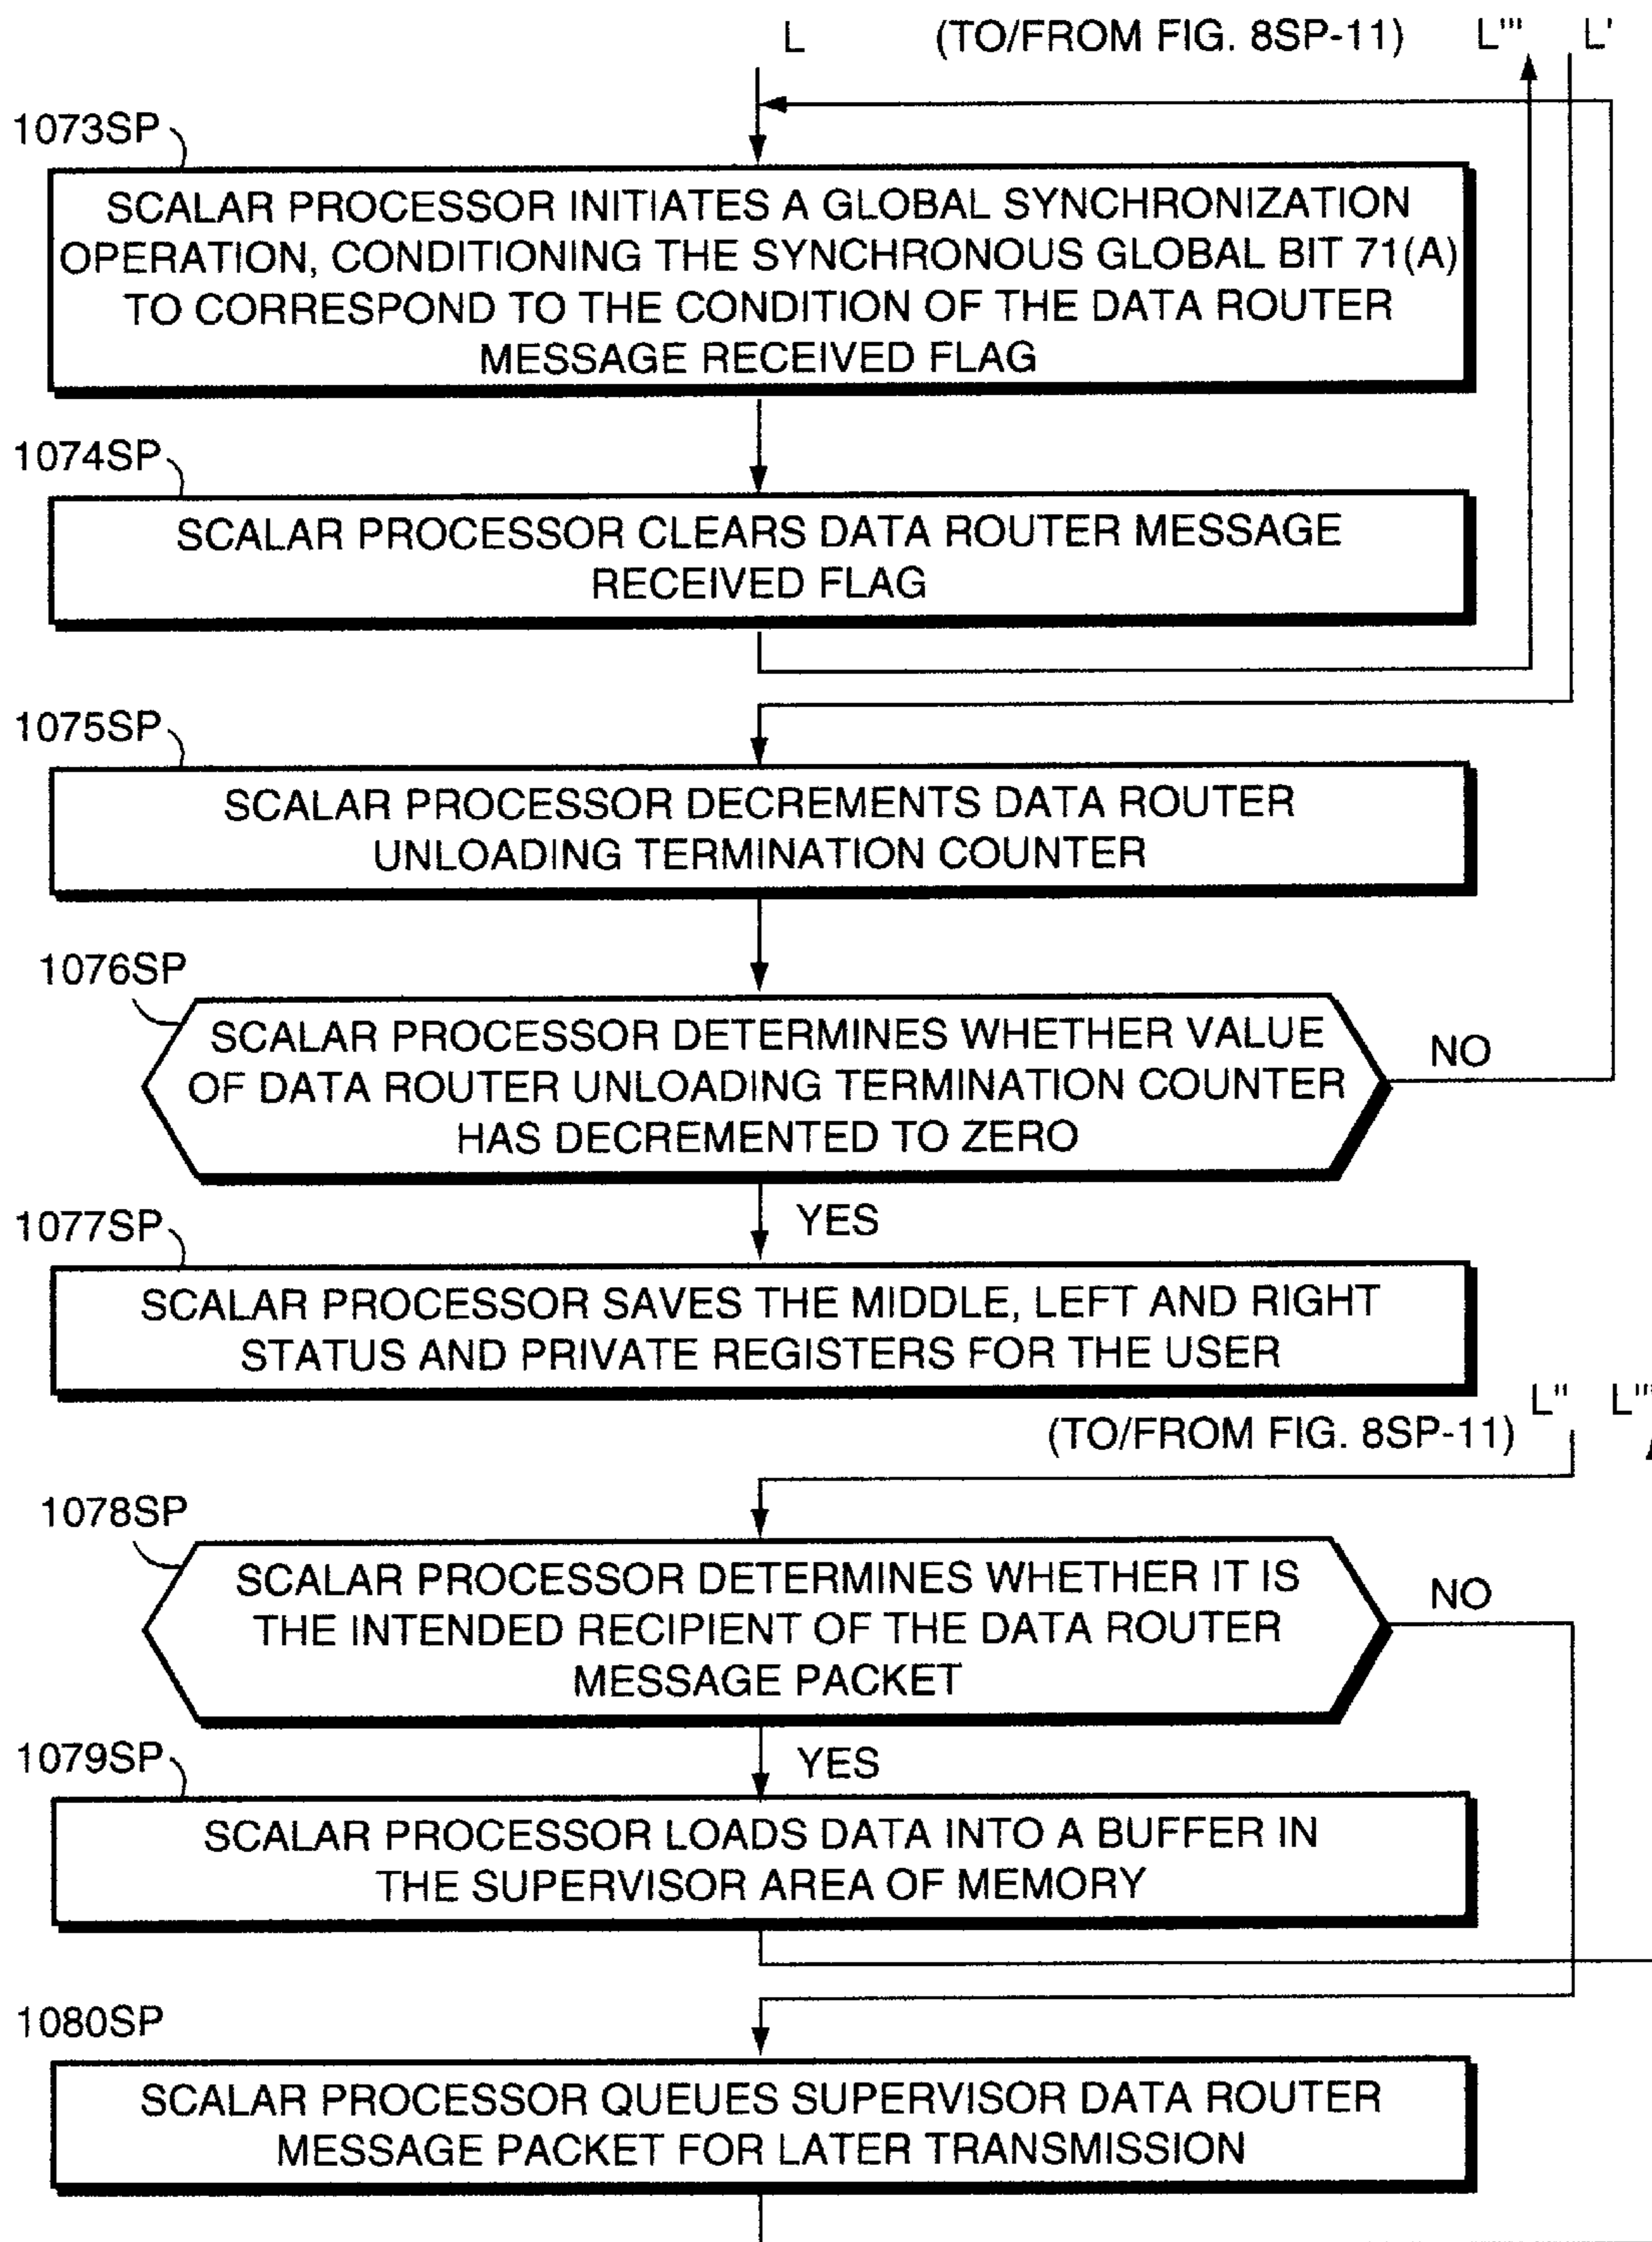 L (TO/FROM FIG. 8SP-11) L''' L'
1073SP
SCALAR PROCESSOR INITIATES A GLOBAL SYNCHRONIZATION
OPERATION, CONDITIONING THE SYNCHRONOUS GLOBAL BIT 71(A)
TO CORRESPOND TO THE CONDITION OF THE DATA ROUTER
MESSAGE RECEIVED FLAG
1074SP
SCALAR PROCESSOR CLEARS DATA ROUTER MESSAGE
RECEIVED FLAG
1075SP
SCALAR PROCESSOR DECREMENTS DATA ROUTER
UNLOADING TERMINATION COUNTER
1076SP
SCALAR PROCESSOR DETERMINES WHETHER VALUE
OF DATA ROUTER UNLOADING TERMINATION COUNTER
HAS DECREMENTED TO ZERO
NO
YES
1077SP
SCALAR PROCESSOR SAVES THE MIDDLE, LEFT AND RIGHT
STATUS AND PRIVATE REGISTERS FOR THE USER
(TO/FROM FIG. 8SP-11) L'' L'''
1078SP
SCALAR PROCESSOR DETERMINES WHETHER IT IS
THE INTENDED RECIPIENT OF THE DATA ROUTER
MESSAGE PACKET
NO
YES
1079SP
SCALAR PROCESSOR LOADS DATA INTO A BUFFER IN
THE SUPERVISOR AREA OF MEMORY
1080SP
SCALAR PROCESSOR QUEUES SUPERVISOR DATA ROUTER
MESSAGE PACKET FOR LATER TRANSMISSION